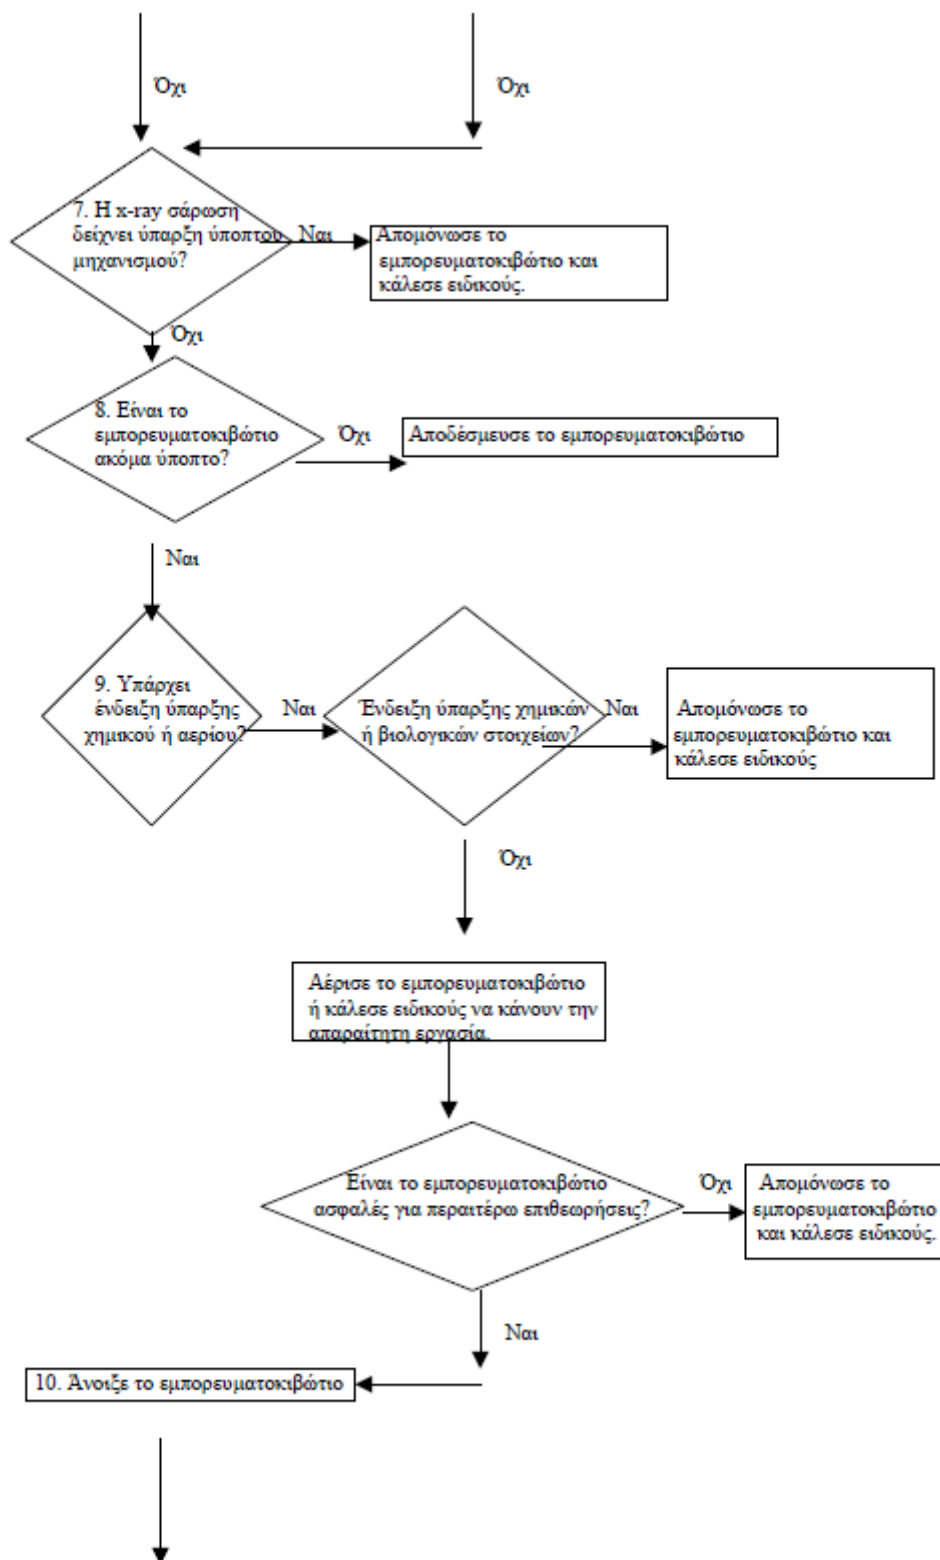 Όχι
Όχι
7. Η x-ray σάρωση
δείχνει ύπαρξη ύποπτου
μηχανισμού?
Ναι
Απομόνωσε το
εμπορευματοκιβώτιο και
κάλεσε ειδικούς.
Όχι
8. Είναι το
εμπορευματοκιβώτιο
ακόμα ύποπτο?
Όχι
Αποδέσμευσε το εμπορευματοκιβώτιο
Ναι
9. Υπάρχει
ένδειξη ύπαρξης
χημικού ή αερίου?
Ναι
Ένδειξη ύπαρξης χημικών
ή βιολογικών στοιχείων?
Ναι
Απομόνωσε το
εμπορευματοκιβώτιο και
κάλεσε ειδικούς
Όχι
Αέρισε το εμπορευματοκιβώτιο
ή κάλεσε ειδικούς να κάνουν την
απαραίτητη εργασία.
Είναι το εμπορευματοκιβώτιο
ασφαλές για περαιτέρω επιθεωρήσεις?
Όχι
Απομόνωσε το
εμπορευματοκιβώτιο
και κάλεσε ειδικούς.
Ναι
10. Άνοιξε το εμπορευματοκιβώτιο